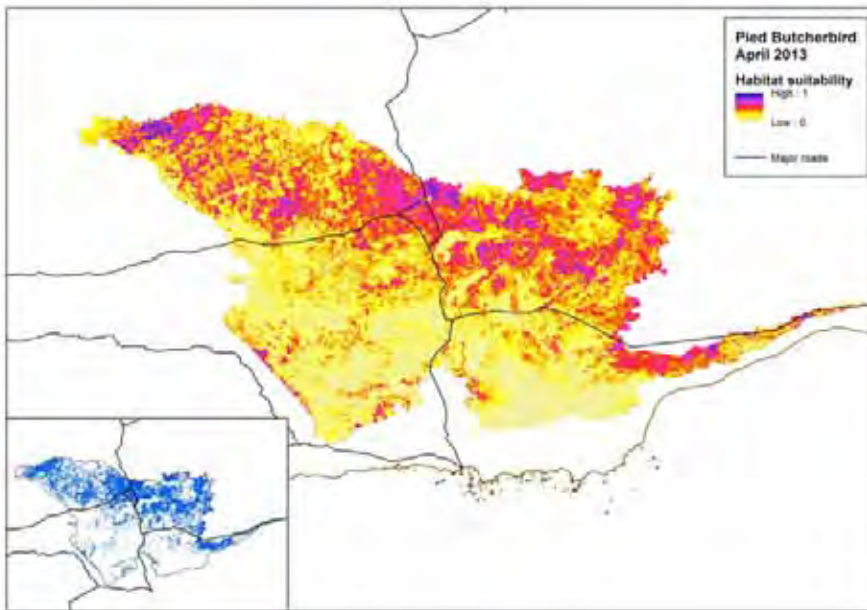 Pied Butcherbird
April 2013
Habitat suitability
High : 1
Low : 0
Major roads